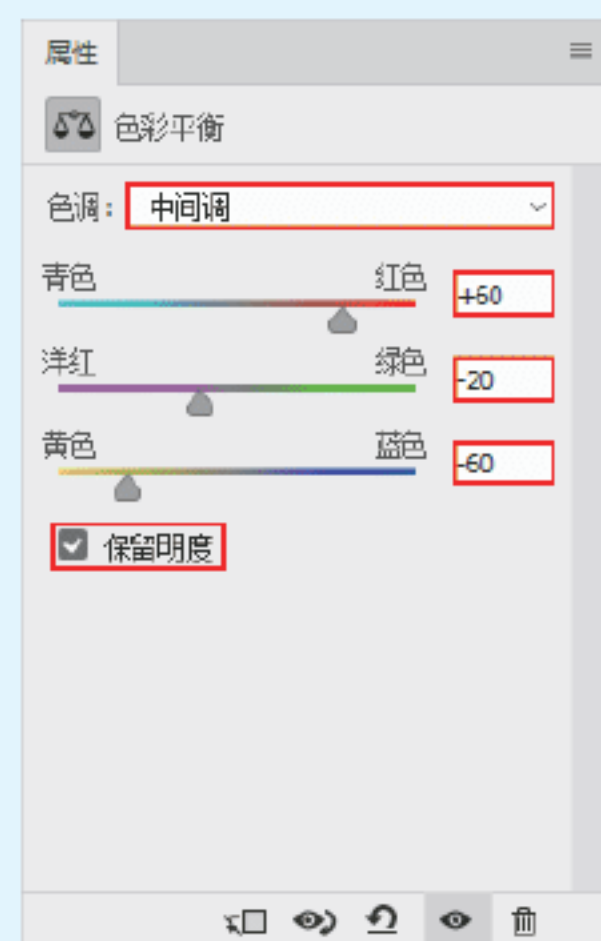 属性
色彩平衡
色调： 中间调
青色 红色 +60
洋红 绿色 -20
黄色 蓝色 -60
保留明度